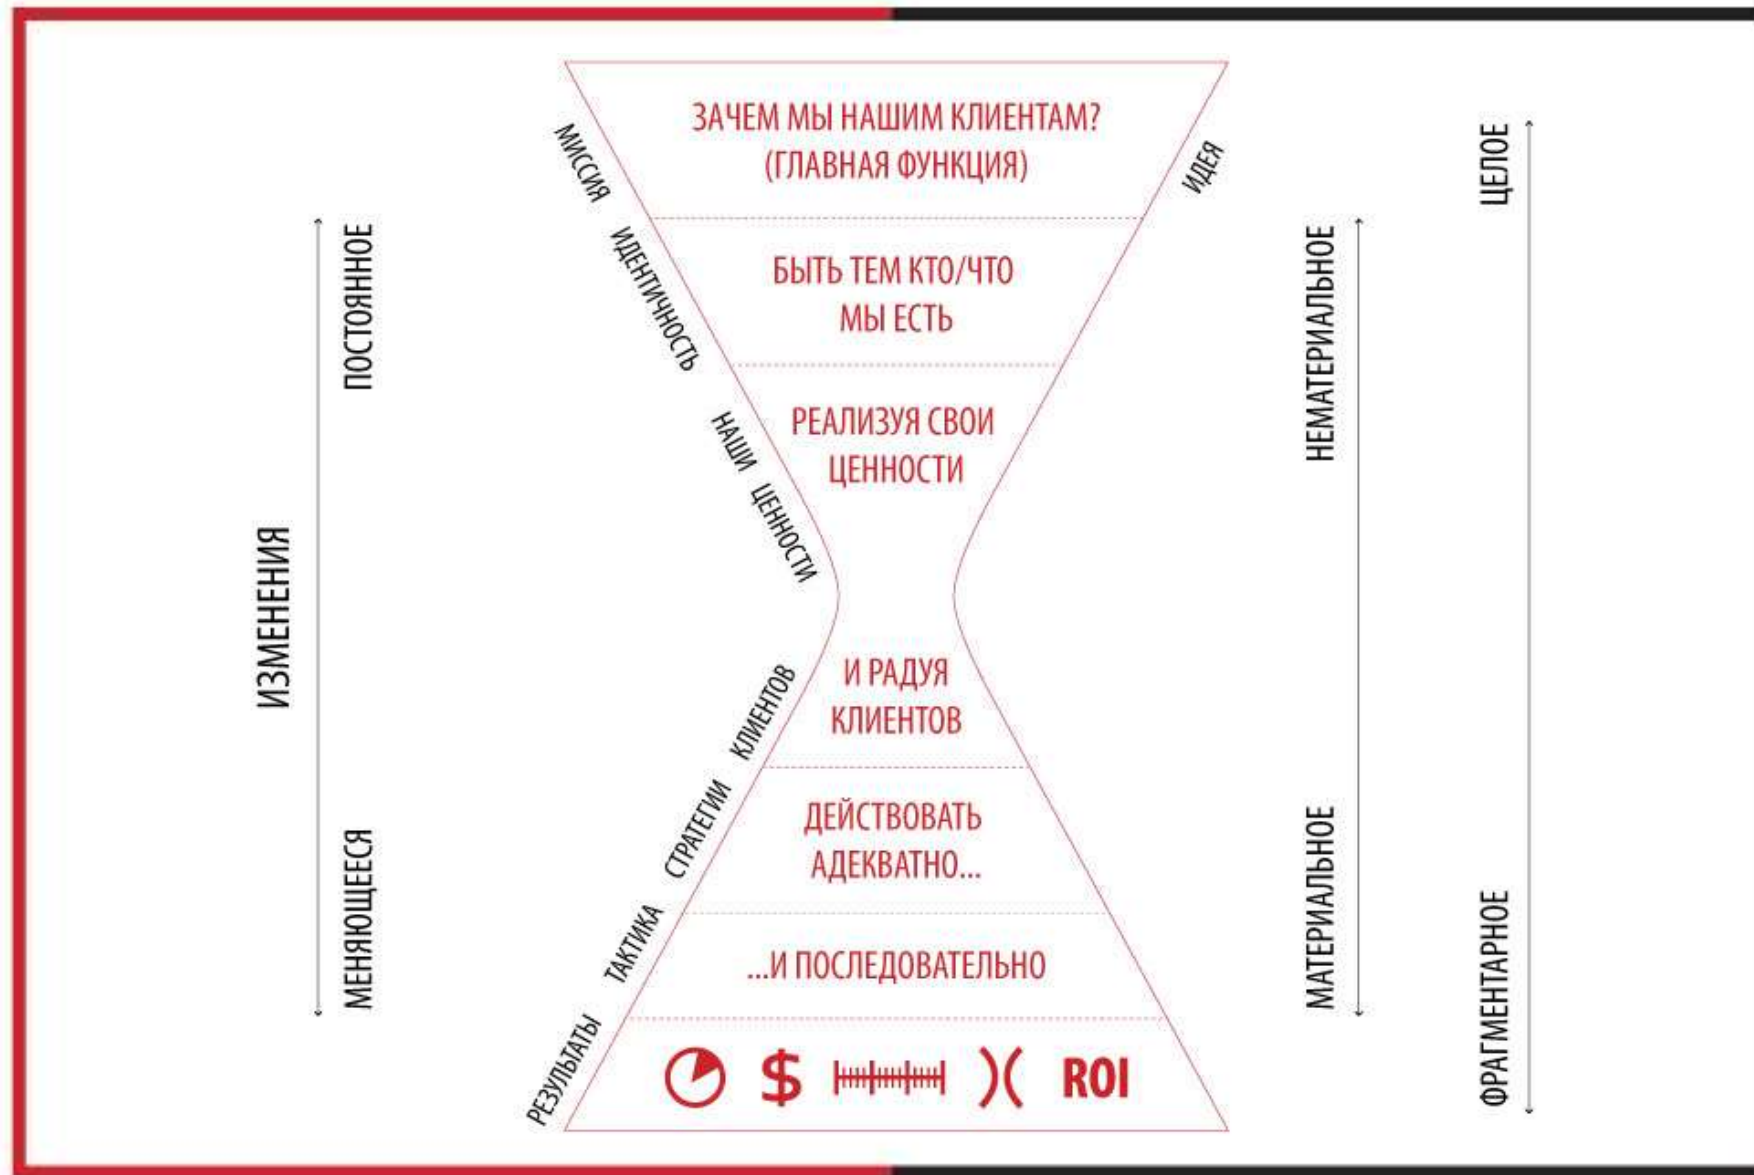 ЗАЧЕМ МЫ НАШИМ КЛИЕНТАМ?
(ГЛАВНАЯ ФУНКЦИЯ)
МИССИЯ
ИДЕЯ
ЦЕЛОЕ
БЫТЬ ТЕМ КТО/ЧТО
МЫ ЕСТЬ
ИДЕНТИЧНОСТЬ
ПОСТОЯННОЕ
НЕМАТЕРИАЛЬНОЕ
РЕАЛИЗУЯ СВОИ
ЦЕННОСТИ
НАШИ ЦЕННОСТИ
ИЗМЕНЕНИЯ
И РАДУЯ
КЛИЕНТОВ
КЛИЕНТОВ
ДЕЙСТВОВАТЬ
АДЕКВАТНО...
СТРАТЕГИИ
МЕНЯЮЩЕЕСЯ
МАТЕРИАЛЬНОЕ
...И ПОСЛЕДОВАТЕЛЬНО
ТАКТИКА
ФРАГМЕНТАРНОЕ
РЕЗУЛЬТАТЫ
$ )( ROI